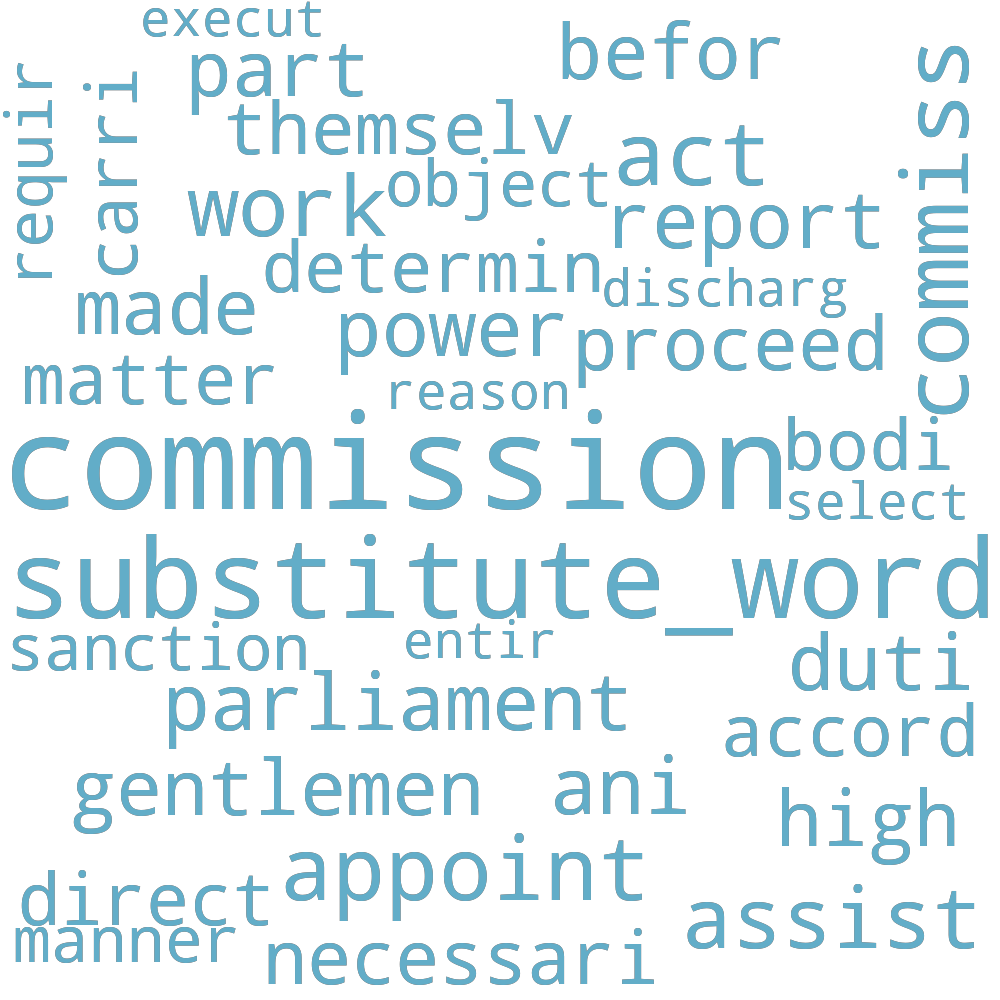 execut
part
befor
requir
carri
commiss
themselv
act
work
object
report
determin
discharg
made
power
proceed
matter
reason
commission
bodi
select
substitute_word
sanction
entir
duti
parliament
accord
gentlemen
ani
high
appoint
direct
assist
manner
necessari